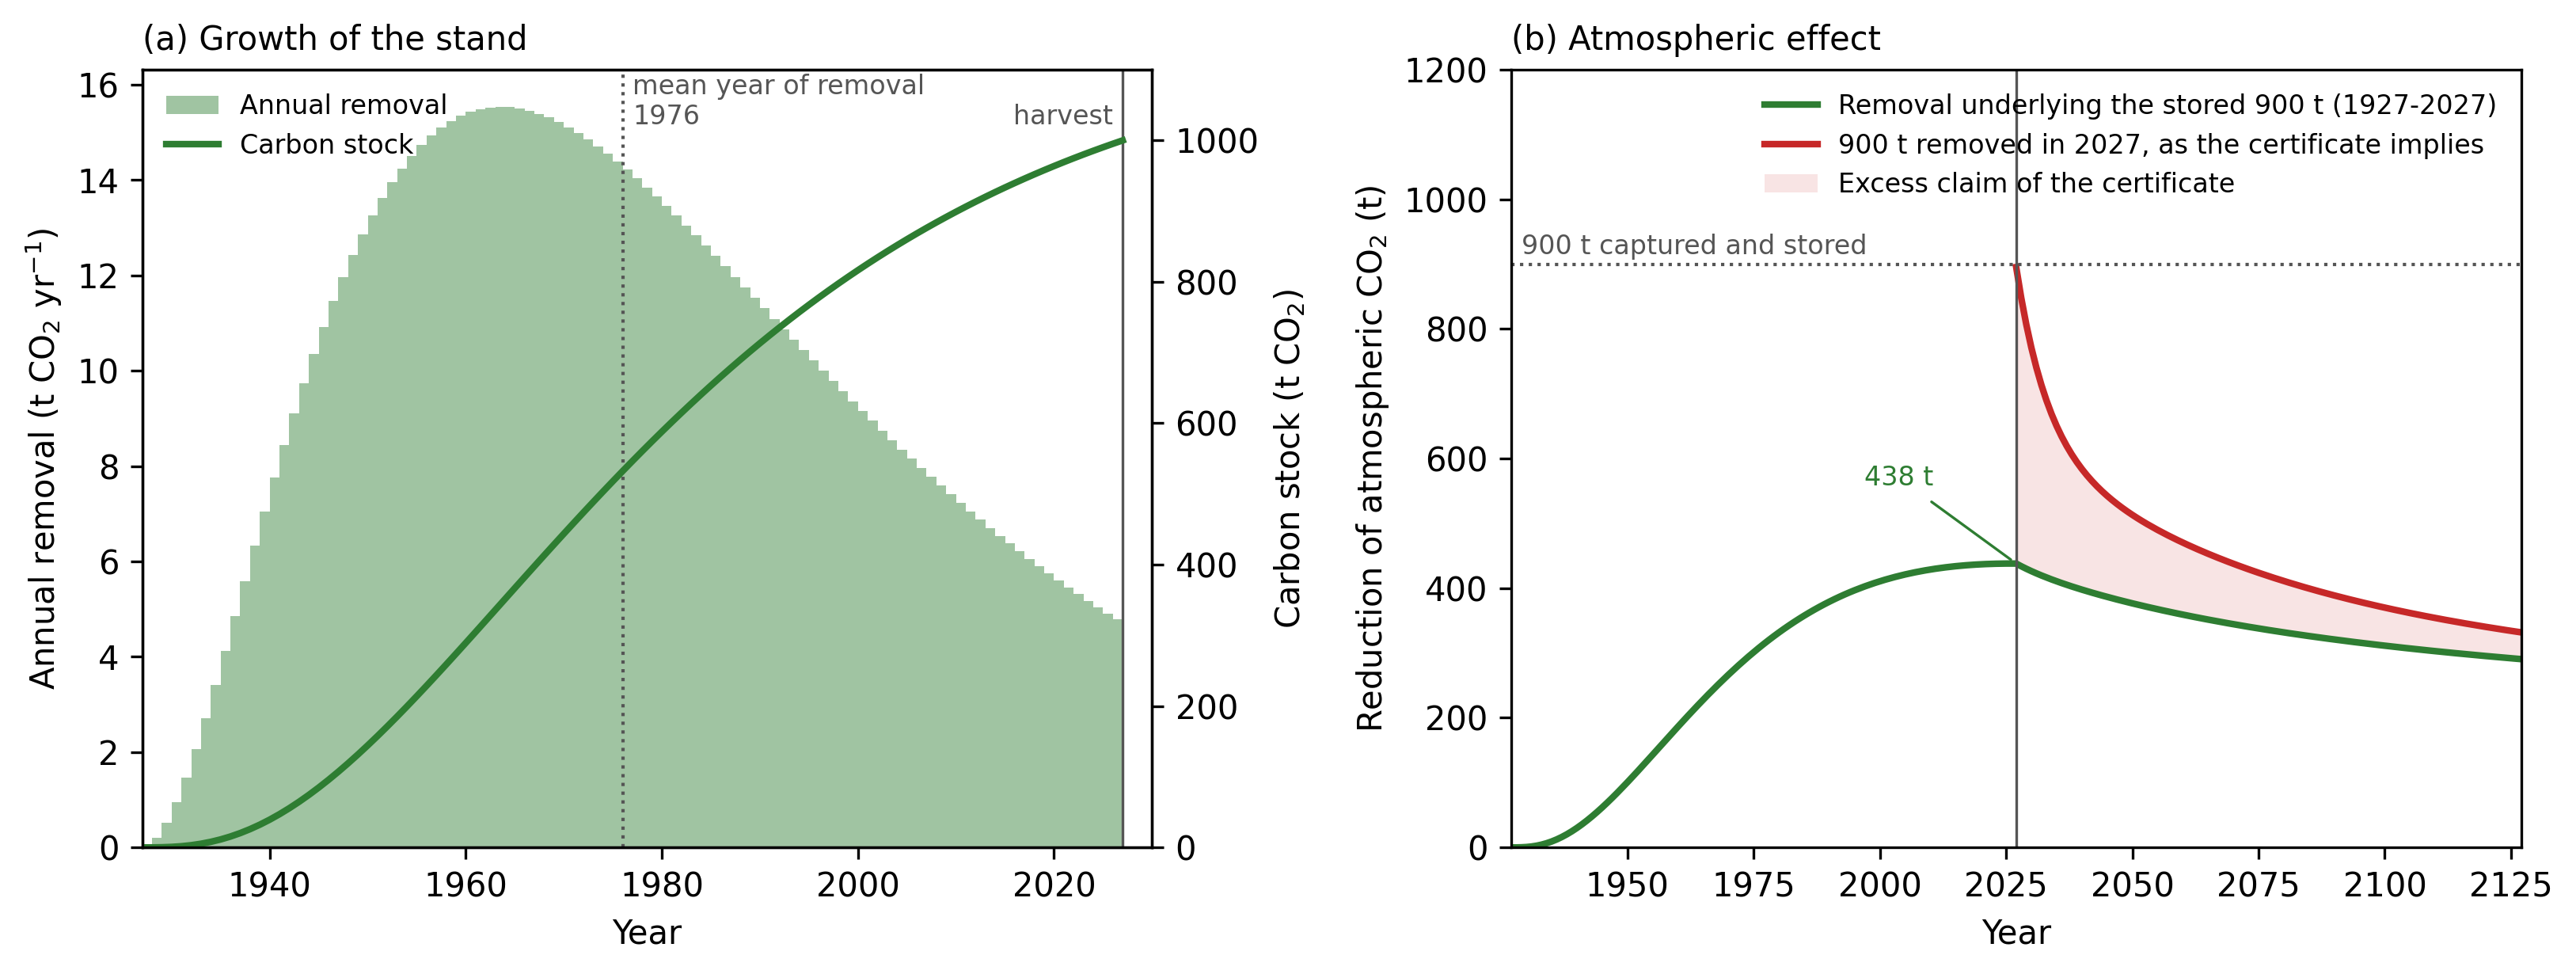 (a) Growth of the stand
Annual removal (t CO₂ yr⁻¹)
16
14
12
10
8
6
4
2
0
Annual removal
Carbon stock
mean year of removal
1976
harvest
1000
800
600
400
200
0
Carbon stock (t CO₂)
1940
1960
1980
2000
2020
Year
(b) Atmospheric effect
Reduction of atmospheric CO₂ (t)
1200
1000
800
600
400
200
0
Removal underlying the stored 900 t (1927-2027)
900 t removed in 2027, as the certificate implies
Excess claim of the certificate
900 t captured and stored
438 t
1950
1975
2000
2025
2050
2075
2100
2125
Year